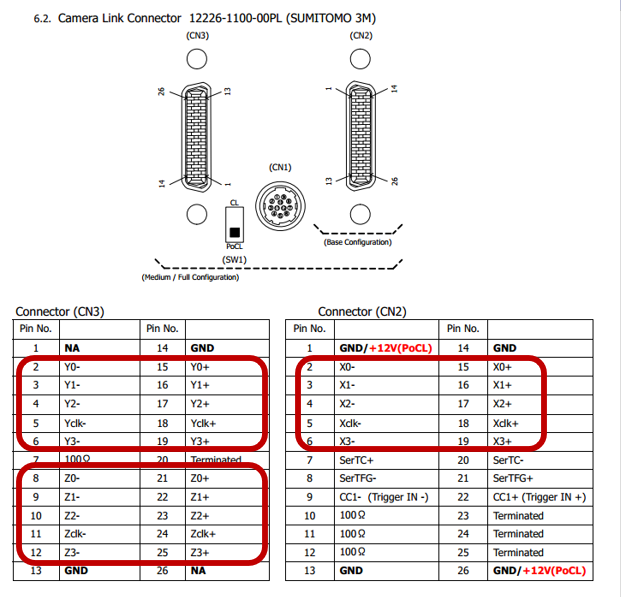 6.2. Camera Link Connector 12226-1100-00PL (SUMITOMO 3M)
(CN3) (CN2)
26 13 1 14
14 1 13 26
(CN1)
CL
PoCL
(SW1)
(Base Configuration)
(Medium / Full Configuration)
Connector (CN3)
Pin No. Pin No.
1 NA 14 GND
2 Y0- 15 Y0+
3 Y1- 16 Y1+
4 Y2- 17 Y2+
5 Yclk- 18 Yclk+
6 Y3- 19 Y3+
7 100Ω 20 Terminated
8 Z0- 21 Z0+
9 Z1- 22 Z1+
10 Z2- 23 Z2+
11 Zclk- 24 Zclk+
12 Z3- 25 Z3+
13 GND 26 NA
Connector (CN2)
Pin No. Pin No.
1 GND/+12V(PoCL) 14 GND
2 X0- 15 X0+
3 X1- 16 X1+
4 X2- 17 X2+
5 Xclk- 18 Xclk+
6 X3- 19 X3+
7 SerTC+ 20 SerTC-
8 SerTFG- 21 SerTFG+
9 CC1- (Trigger IN -) 22 CC1+ (Trigger IN +)
10 100Ω 23 Terminated
11 100Ω 24 Terminated
12 100Ω 25 Terminated
13 GND 26 GND/+12V(PoCL)